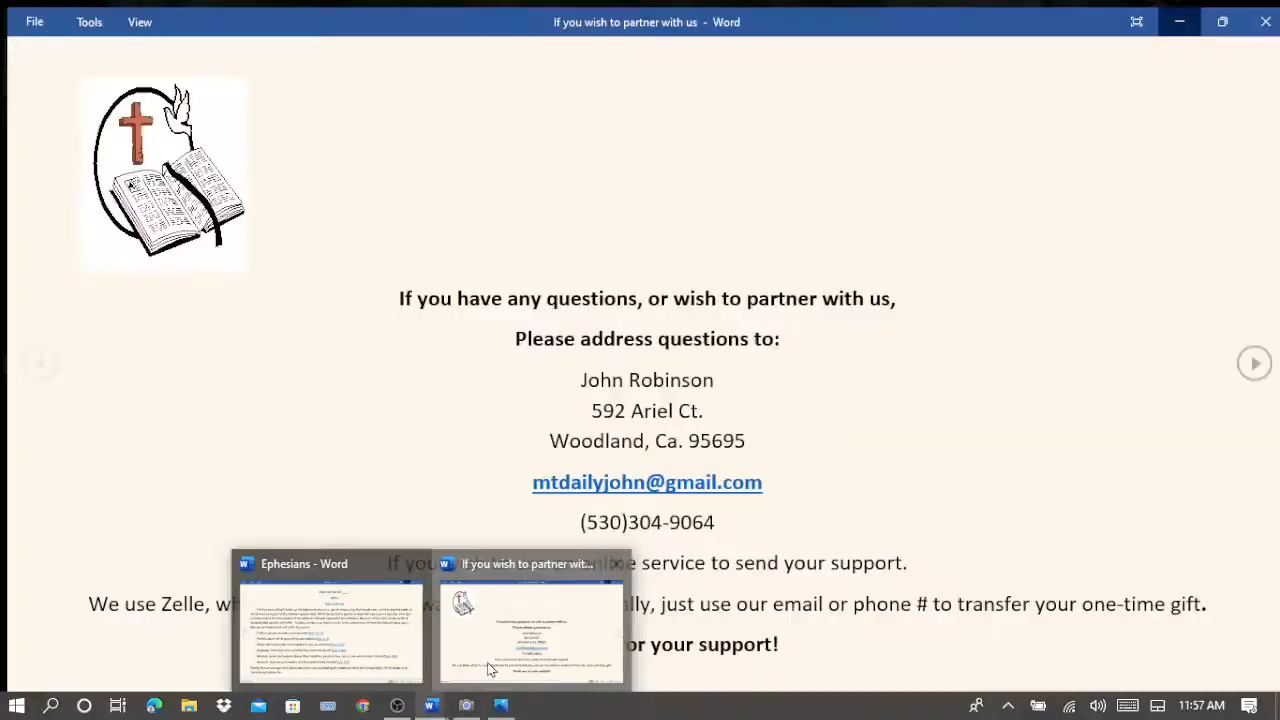 File Tools View If you wish to partner with us - Word
If you have any questions, or wish to partner with us,
Please address questions to:
John Robinson
592 Ariel Ct.
Woodland, Ca. 95695
mtdailyjohn@gmail.com
(530)304-9064
If you service to send your support.
We use Zelle, just use our email or phone # to transfer your one-time gift.
or your support!
Ephesians - Word
If you wish to partner wit...
11:57 AM